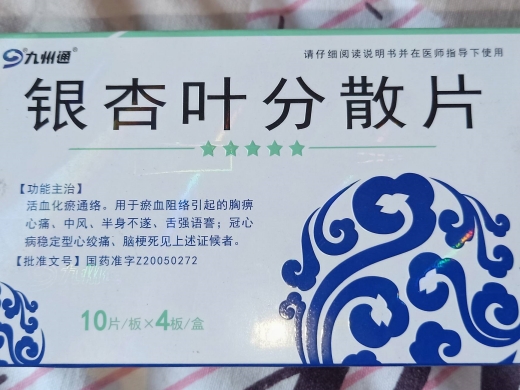 九州通
请仔细阅读说明书并在医师指导下使用
银杏叶分散片
【功能主治】
活血化瘀通络。用于瘀血阻络引起的胸痹
心痛、中风、半身不遂、舌强语謇；冠心
病稳定型心绞痛、脑梗死见上述证候者。
【批准文号】国药准字Z20050272
10片/板×4板/盒